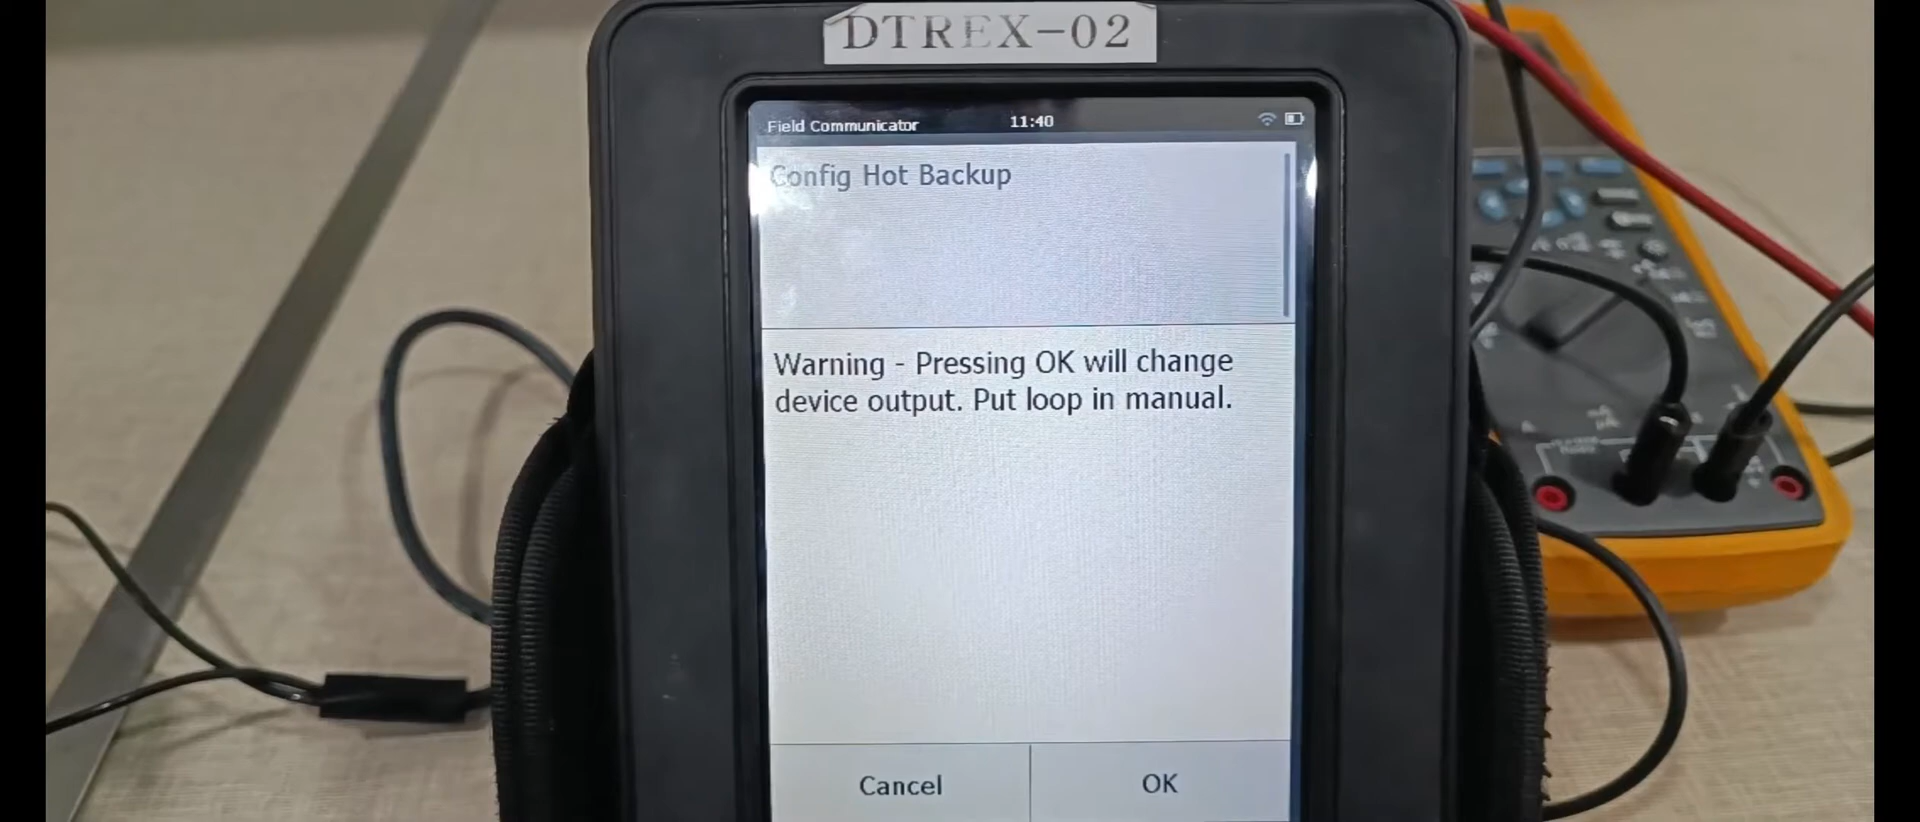 DTREX-02
Field Communicator 11:40
Config Hot Backup
Warning - Pressing OK will change
device output. Put loop in manual.
Cancel OK